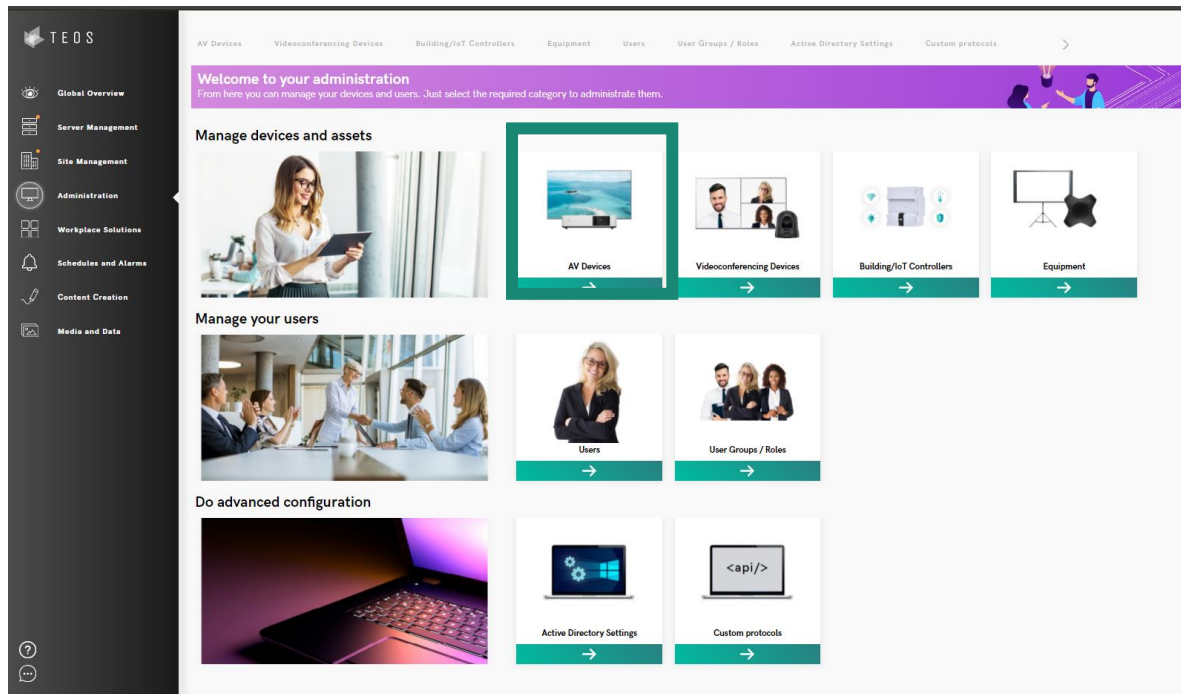 TEOS
Global Overview
Server Management
Site Management
Administration
Workplace Solutions
Schedules and Alarms
Content Creation
Media and Data
AV Devices
Videoconferencing Devices
Building/IoT Controllers
Equipment
Users
User Groups / Roles
Active Directory Settings
Custom protocols
Welcome to your administration
From here you can manage your devices and users. Just select the required category to administrate them.
Manage devices and assets
AV Devices
Videoconferencing Devices
Building/IoT Controllers
Equipment
Manage your users
Users
User Groups / Roles
Do advanced configuration
<api/>
Active Directory Settings
Custom protocols